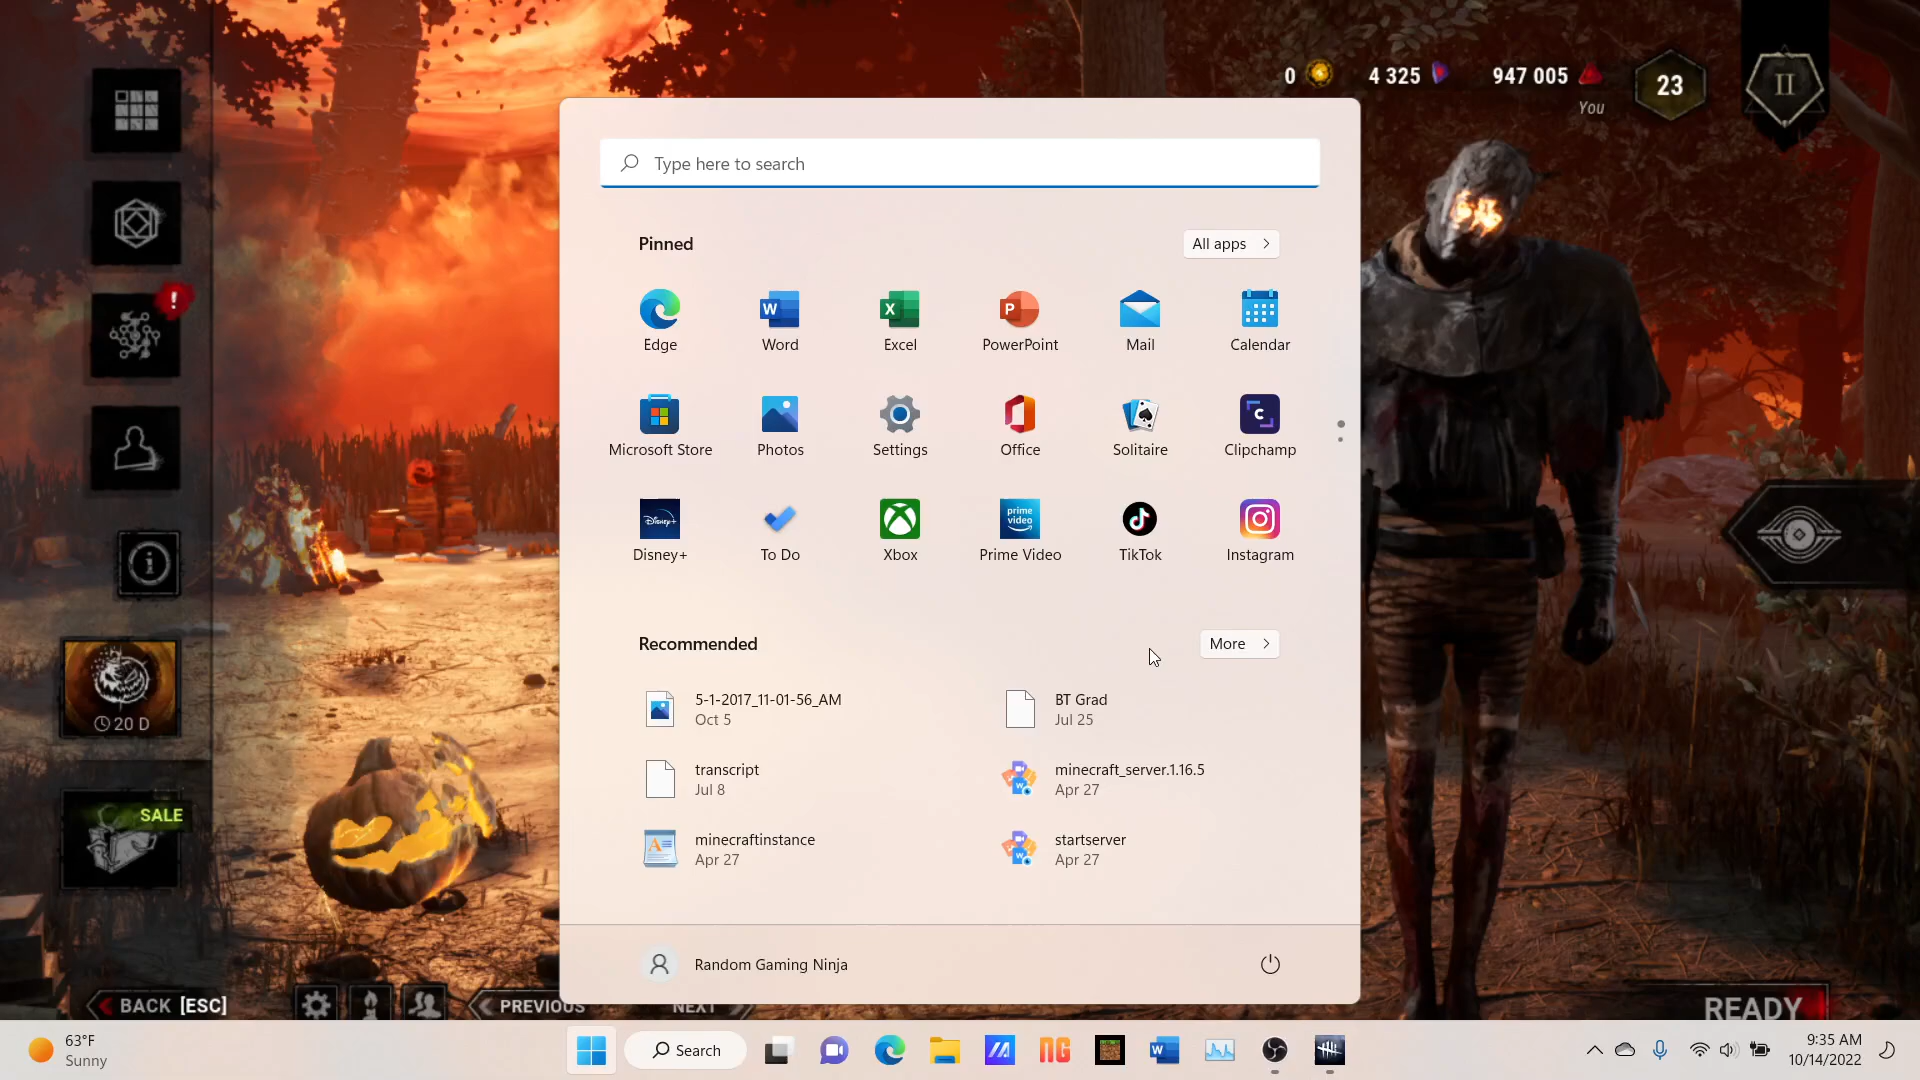 0 4 325 947 005 23 II
You
Type here to search
Pinned
All apps
Edge
Word
Excel
PowerPoint
Mail
Calendar
Microsoft Store
Photos
Settings
Office
Solitaire
Clipchamp
Disney+
Disney+
To Do
Xbox
prime video
Prime Video
TikTok
Instagram
Recommended
More
5-1-2017_11-01-56_AM
Oct 5
BT Grad
Jul 25
transcript
Jul 8
minecraft_server.1.16.5
Apr 27
minecraftinstance
Apr 27
startserver
Apr 27
Random Gaming Ninja
!
20 D
SALE
BACK [ESC]
PREVIOUS
NEXT
READY
63°F
Sunny
Search
NG
9:35 AM
10/14/2022